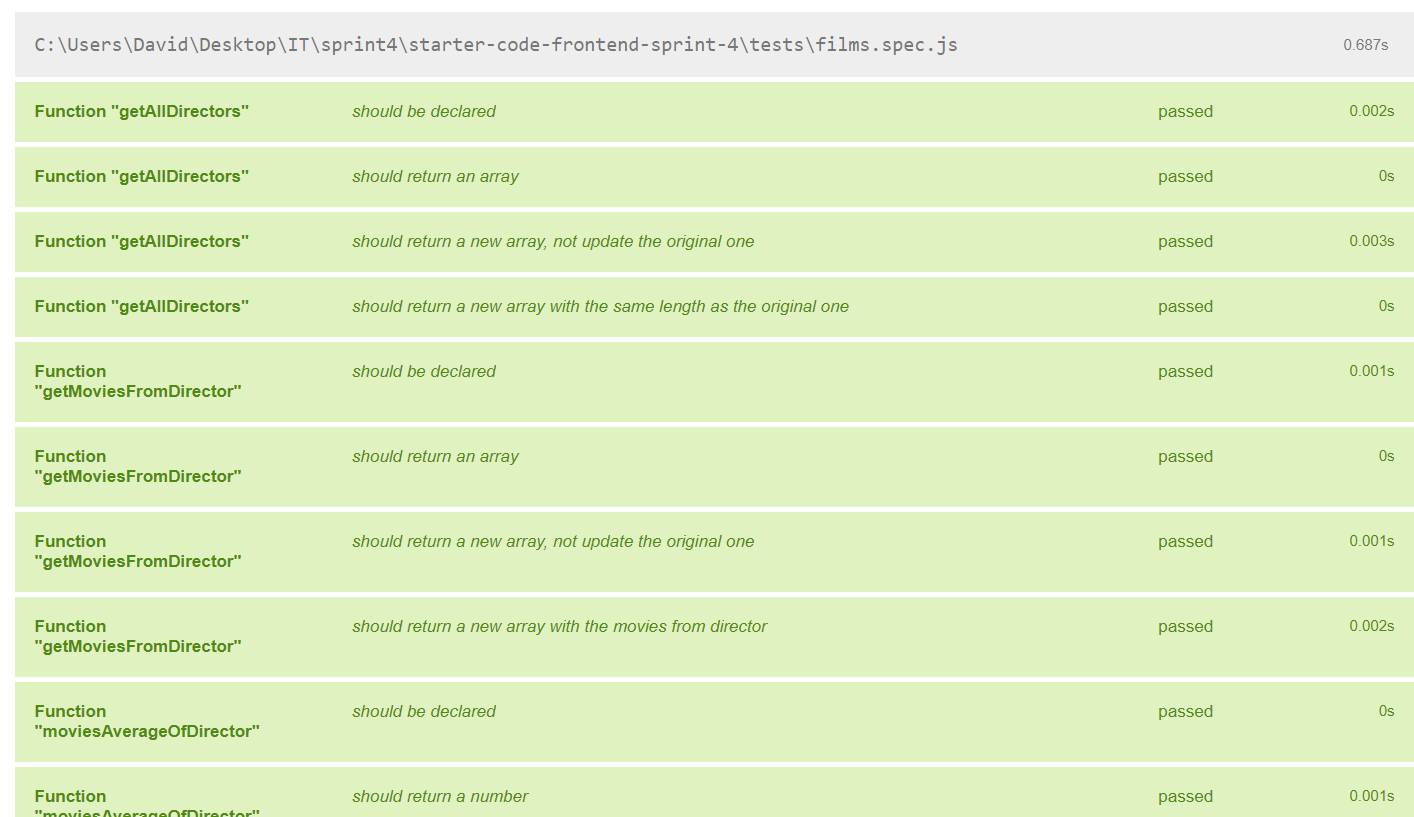 C:\Users\David\Desktop\IT\sprint4\starter-code-frontend-sprint-4\tests\films.spec.js 0.687s
Function "getAllDirectors" should be declared passed 0.002s
Function "getAllDirectors" should return an array passed 0s
Function "getAllDirectors" should return a new array, not update the original one passed 0.003s
Function "getAllDirectors" should return a new array with the same length as the original one passed 0s
Function should be declared passed 0.001s
"getMoviesFromDirector"
Function should return an array passed 0s
"getMoviesFromDirector"
Function should return a new array, not update the original one passed 0.001s
"getMoviesFromDirector"
Function should return a new array with the movies from director passed 0.002s
"getMoviesFromDirector"
Function should be declared passed 0s
"moviesAverageOfDirector"
Function should return a number passed 0.001s
"moviesAverageOfDirector"